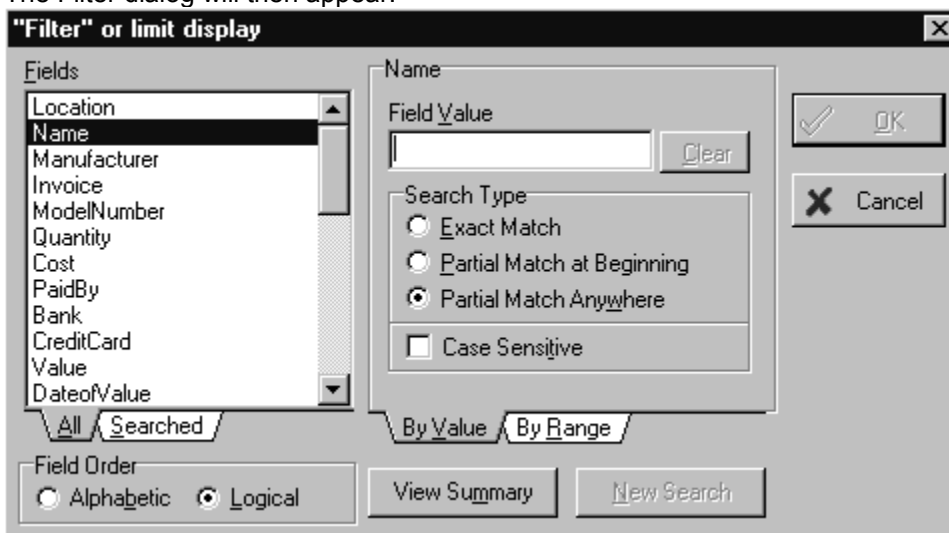 The Filter dialog will then appear:
"Filter" or limit display
Fields
Location
Name
Manufacturer
Invoice
ModelNumber
Quantity
Cost
PaidBy
Bank
CreditCard
Value
DateofValue
All
Searched
Field Order
Alphabetic
Logical
Name
Field Value
Clear
Search Type
Exact Match
Partial Match at Beginning
Partial Match Anywhere
Case Sensitive
By Value
By Range
View Summary
New Search
OK
Cancel